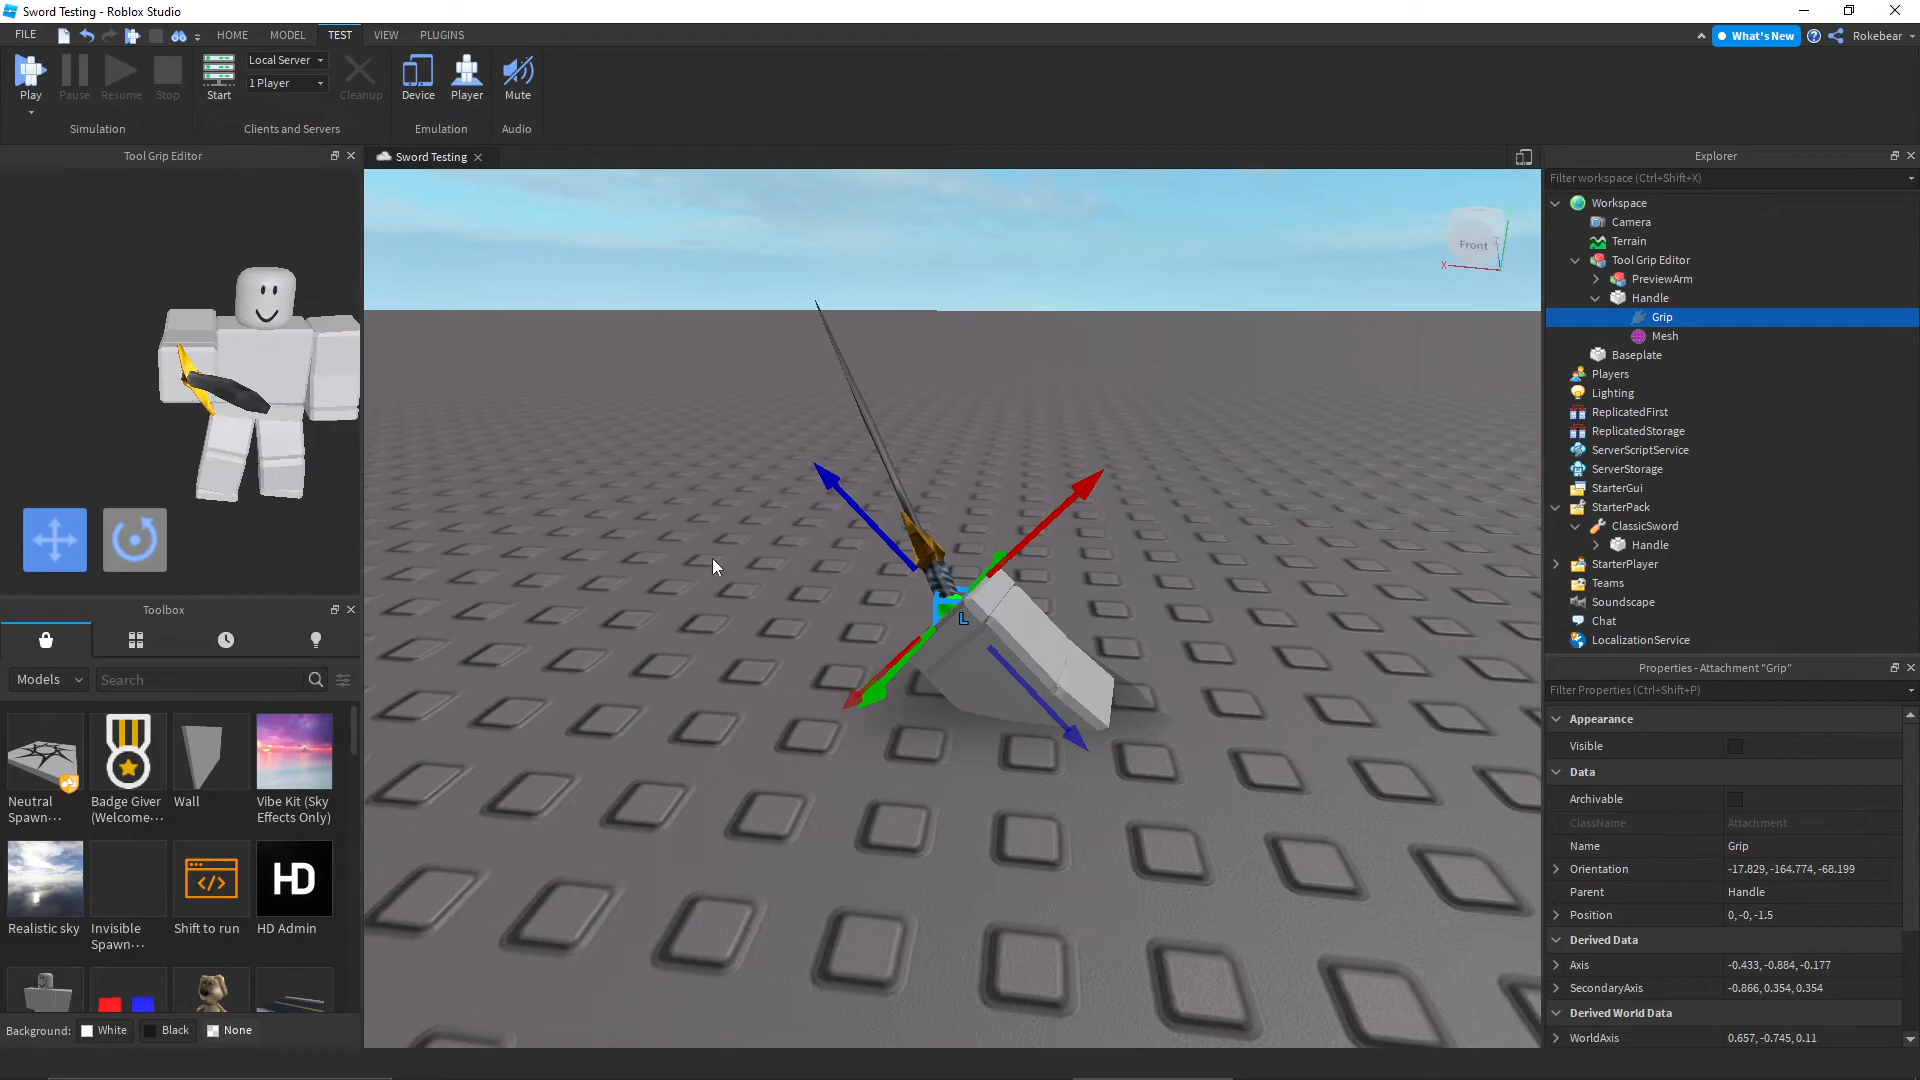 Sword Testing - Roblox Studio
FILE
HOME
MODEL
TEST
VIEW
PLUGINS
What's New
Rokebear
Play
Pause
Resume
Stop
Simulation
Start
Local Server
1 Player
Cleanup
Clients and Servers
Device
Player
Emulation
Mute
Audio
Tool Grip Editor
Sword Testing
Front
X
L
Toolbox
Models
Search
Neutral
Spawn···
Badge Giver
(Welcome···
Wall
Vibe Kit (Sky
Effects Only)
HD
Realistic sky
Invisible
Spawn···
Shift to run
HD Admin
Background:
White
Black
None
Explorer
Filter workspace (Ctrl+Shift+X)
Workspace
Camera
Terrain
Tool Grip Editor
PreviewArm
Handle
Grip
Mesh
Baseplate
Players
Lighting
ReplicatedFirst
ReplicatedStorage
ServerScriptService
ServerStorage
StarterGui
StarterPack
ClassicSword
Handle
StarterPlayer
Teams
Soundscape
Chat
LocalizationService
Properties - Attachment "Grip"
Filter Properties (Ctrl+Shift+P)
Appearance
Visible
Data
Archivable
ClassName Attachment
Name Grip
Orientation -17.829, -164.774, -68.199
Parent Handle
Position 0, -0, -1.5
Derived Data
Axis -0.433, -0.884, -0.177
SecondaryAxis -0.866, 0.354, 0.354
Derived World Data
WorldAxis 0.657, -0.745, 0.11